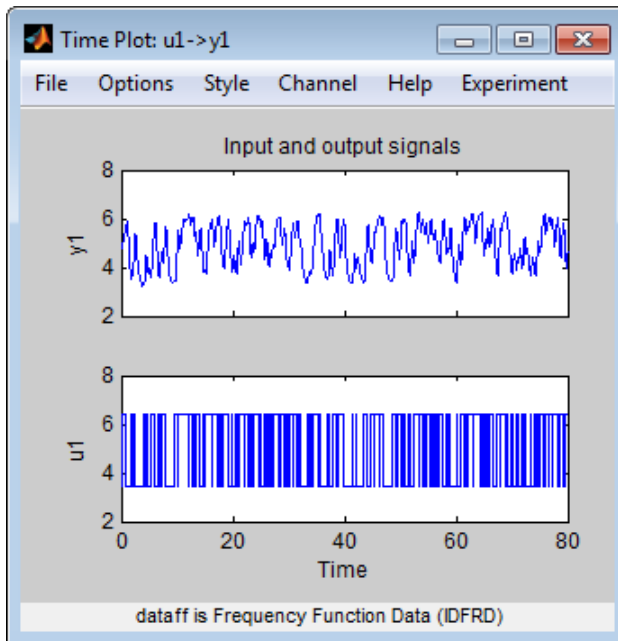 Time Plot: u1->y1
File Options Style Channel Help Experiment
Input and output signals
8
6
4
2
y1
8
6
4
2
u1
0 20 40 60 80
Time
dataff is Frequency Function Data (IDFRD)